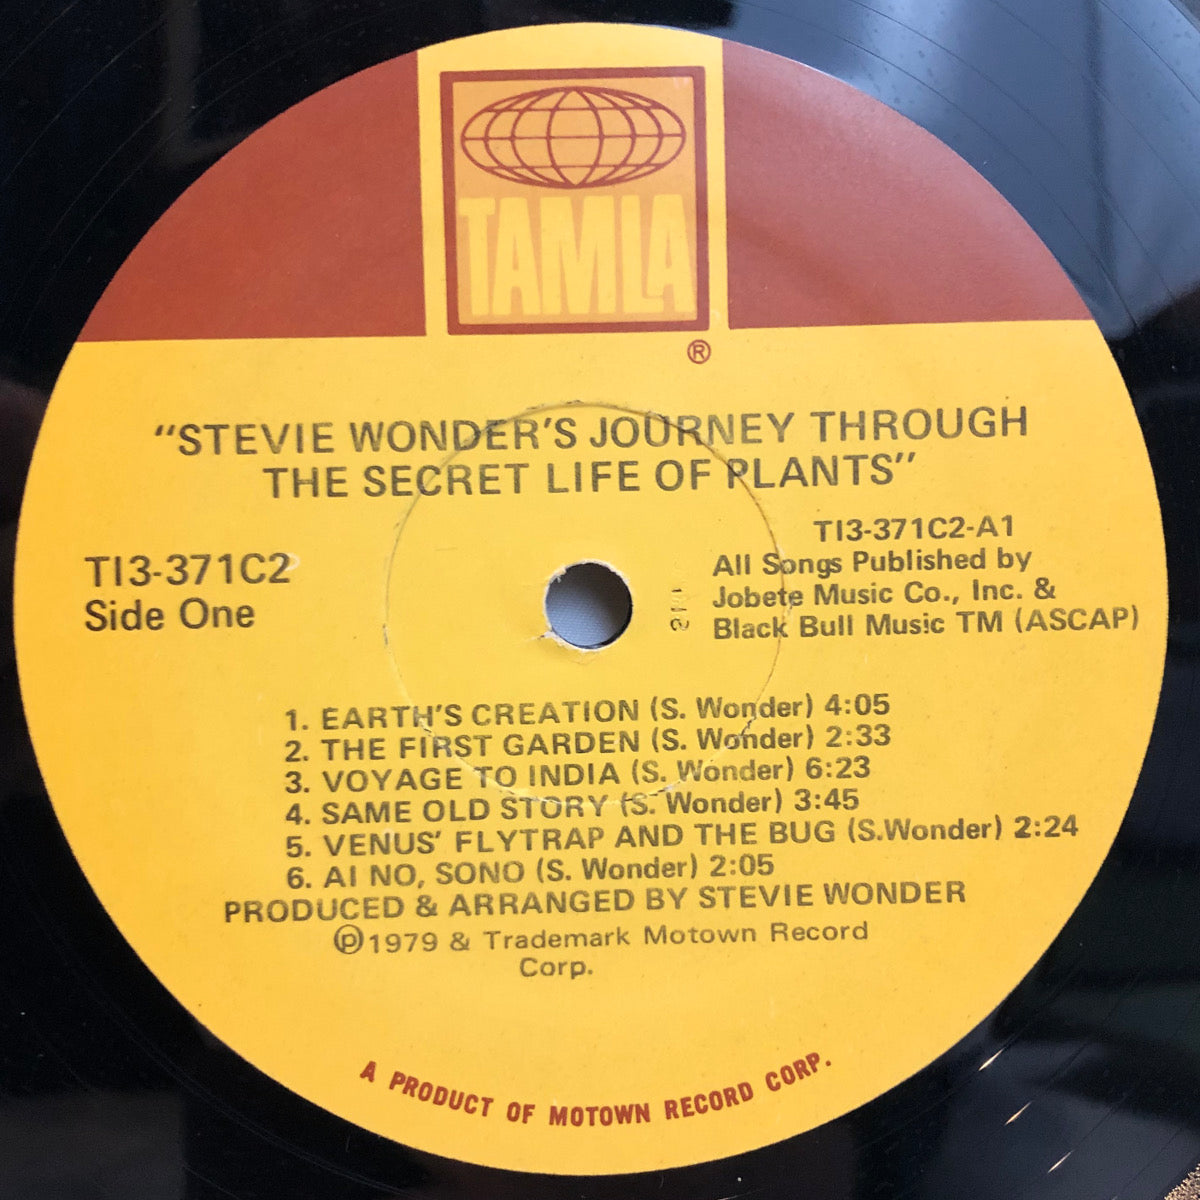 TAMLA
®
"STEVIE WONDER'S JOURNEY THROUGH
THE SECRET LIFE OF PLANTS"
T13-371C2
Side One
T13-371C2-A1
All Songs Published by
Jobete Music Co., Inc. &
Black Bull Music TM (ASCAP)
1. EARTH'S CREATION (S. Wonder) 4:05
2. THE FIRST GARDEN (S. Wonder) 2:33
3. VOYAGE TO INDIA (S. Wonder) 6:23
4. SAME OLD STORY (S. Wonder) 3:45
5. VENUS' FLYTRAP AND THE BUG (S.Wonder) 2:24
6. AI NO, SONO (S. Wonder) 2:05
PRODUCED & ARRANGED BY STEVIE WONDER
℗1979 & Trademark Motown Record
Corp.
A PRODUCT OF MOTOWN RECORD CORP.